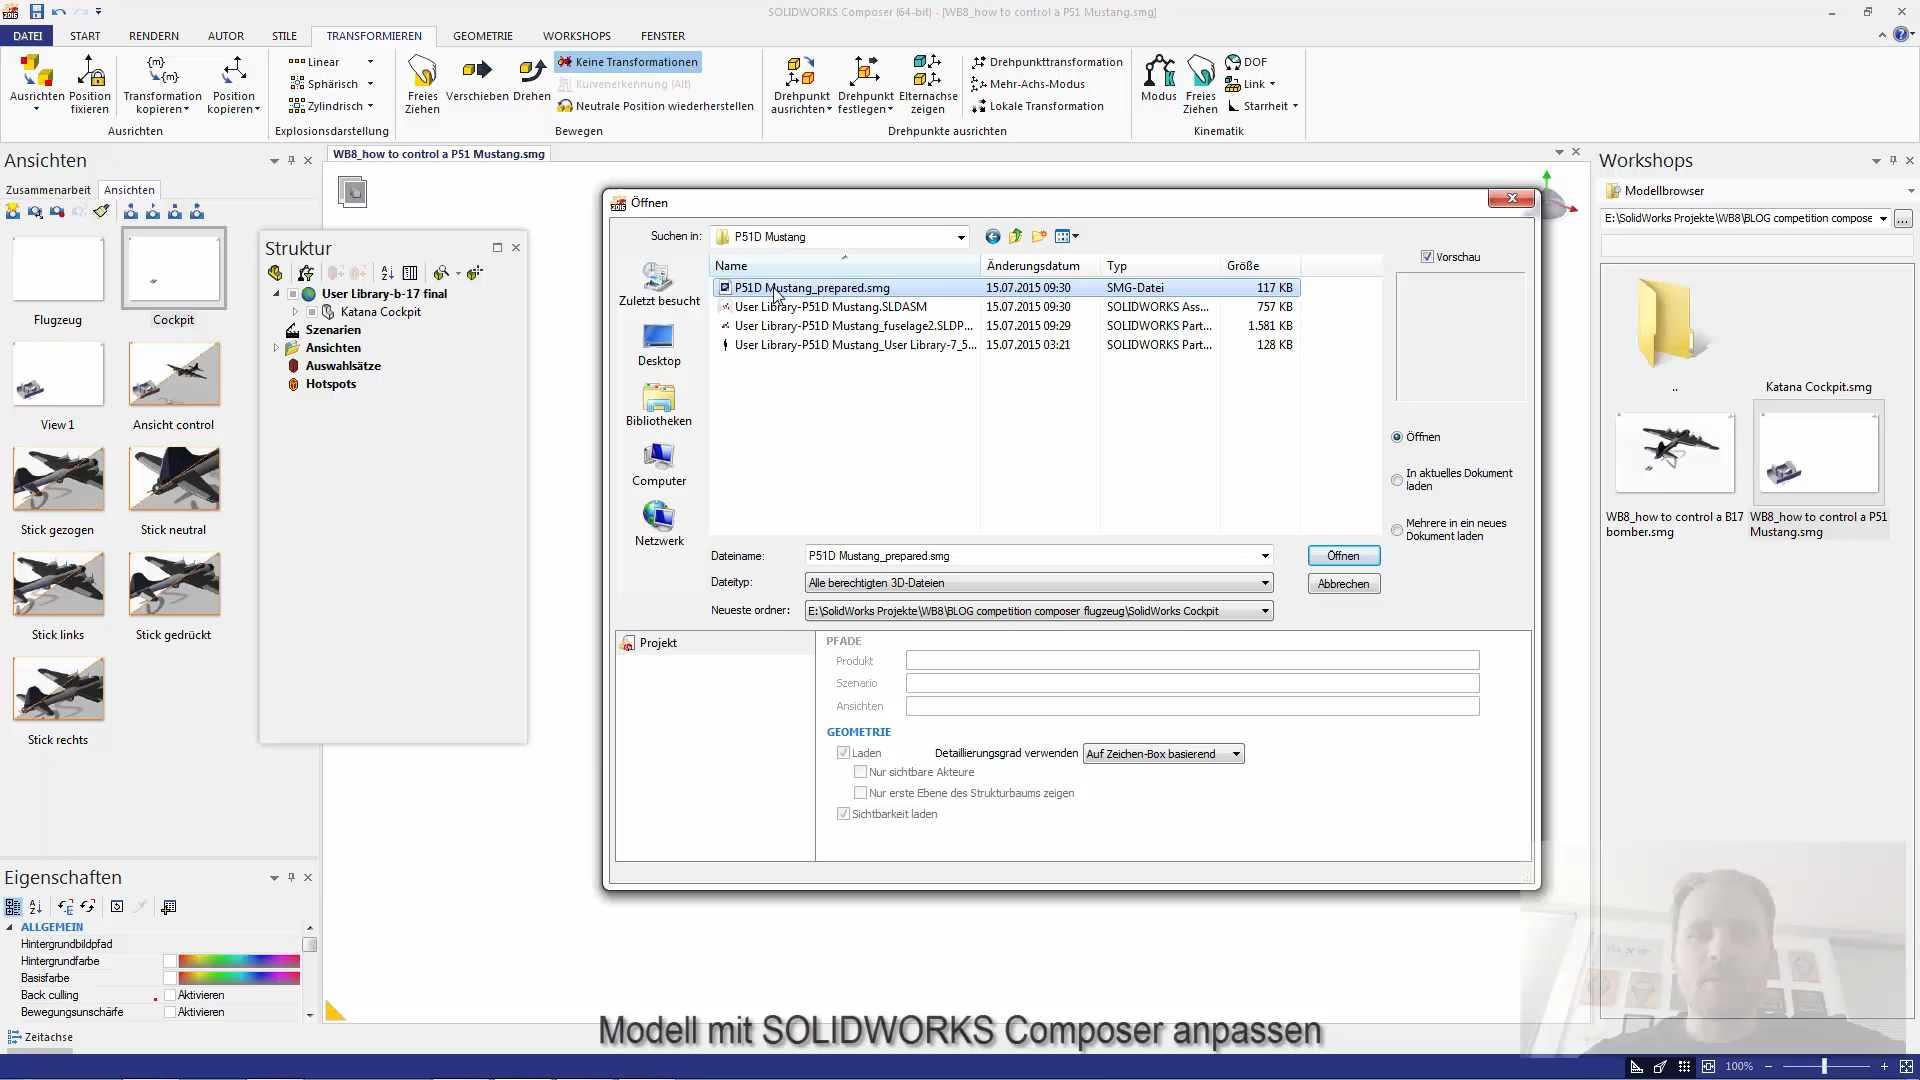 SOLIDWORKS Composer (64-bit) - [WB8_how to control a P51 Mustang.smg]
DATEI START RENDERN AUTOR STILE TRANSFORMIEREN GEOMETRIE WORKSHOPS FENSTER
Ausrichten
Position fixieren
Transformation kopieren
Position kopieren
Ausrichten
Linear
Sphärisch
Zylindrisch
Explosionsdarstellung
Freies Ziehen
Verschieben
Drehen
Keine Transformationen
Kurvenerkennung (Alt)
Neutrale Position wiederherstellen
Bewegen
Drehpunkt ausrichten
Drehpunkt festlegen
Elternachse zeigen
Drehpunkttransformation
Mehr-Achs-Modus
Lokale Transformation
Drehpunkte ausrichten
Modus
Freies Ziehen
DOF
Link
Starrheit
Kinematik
Ansichten
Zusammenarbeit Ansichten
Flugzeug
Cockpit
View 1
Ansicht control
Stick gezogen
Stick neutral
Stick links
Stick gedrückt
Stick rechts
WB8_how to control a P51 Mustang.smg
Struktur
User Library-b-17 final
Katana Cockpit
Szenarien
Ansichten
Auswahlsätze
Hotspots
Öffnen
Suchen in: P51D Mustang
Zuletzt besucht
Desktop
Bibliotheken
Computer
Netzwerk
Name Änderungsdatum Typ Größe
P51D Mustang_prepared.smg 15.07.2015 09:30 SMG-Datei 117 KB
User Library-P51D Mustang.SLDASM 15.07.2015 09:30 SOLIDWORKS Ass... 757 KB
User Library-P51D Mustang_fuselage2.SLDP... 15.07.2015 09:29 SOLIDWORKS Part... 1.581 KB
User Library-P51D Mustang_User Library-7_5... 15.07.2015 03:21 SOLIDWORKS Part... 128 KB
Vorschau
Öffnen
In aktuelles Dokument
laden
Mehrere in ein neues
Dokument laden
Dateiname: P51D Mustang_prepared.smg Öffnen
Dateityp: Alle berechtigten 3D-Dateien Abbrechen
Neueste ordner: E:\SolidWorks Projekte\WB8\BLOG competition composer flugzeug\SolidWorks Cockpit
Projekt
PFADE
Produkt
Szenario
Ansichten
GEOMETRIE
Laden Detaillierungsgrad verwenden Auf Zeichen-Box basierend
Nur sichtbare Akteure
Nur erste Ebene des Strukturbaums zeigen
Sichtbarkeit laden
Workshops
Modellbrowser
E:\SolidWorks Projekte\WB8\BLOG competition compose
...
..
Katana Cockpit.smg
WB8_how to control a B17
bomber.smg
WB8_how to control a P51
Mustang.smg
Eigenschaften
ALLGEMEIN
Hintergrundbildpfad
Hintergrundfarbe
Basisfarbe
Back culling Aktivieren
Bewegungsunschärfe Aktivieren
Zeitachse
Modell mit SOLIDWORKS Composer anpassen
100%